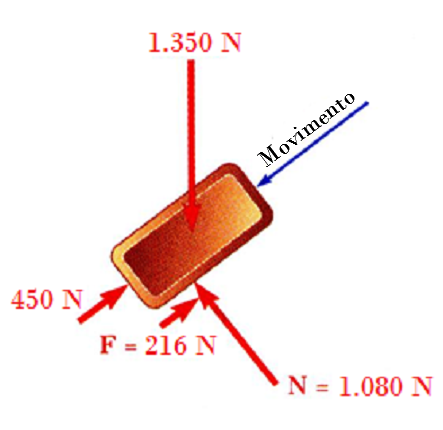 1.350 N
Movimento
450 N
F = 216 N
N = 1.080 N